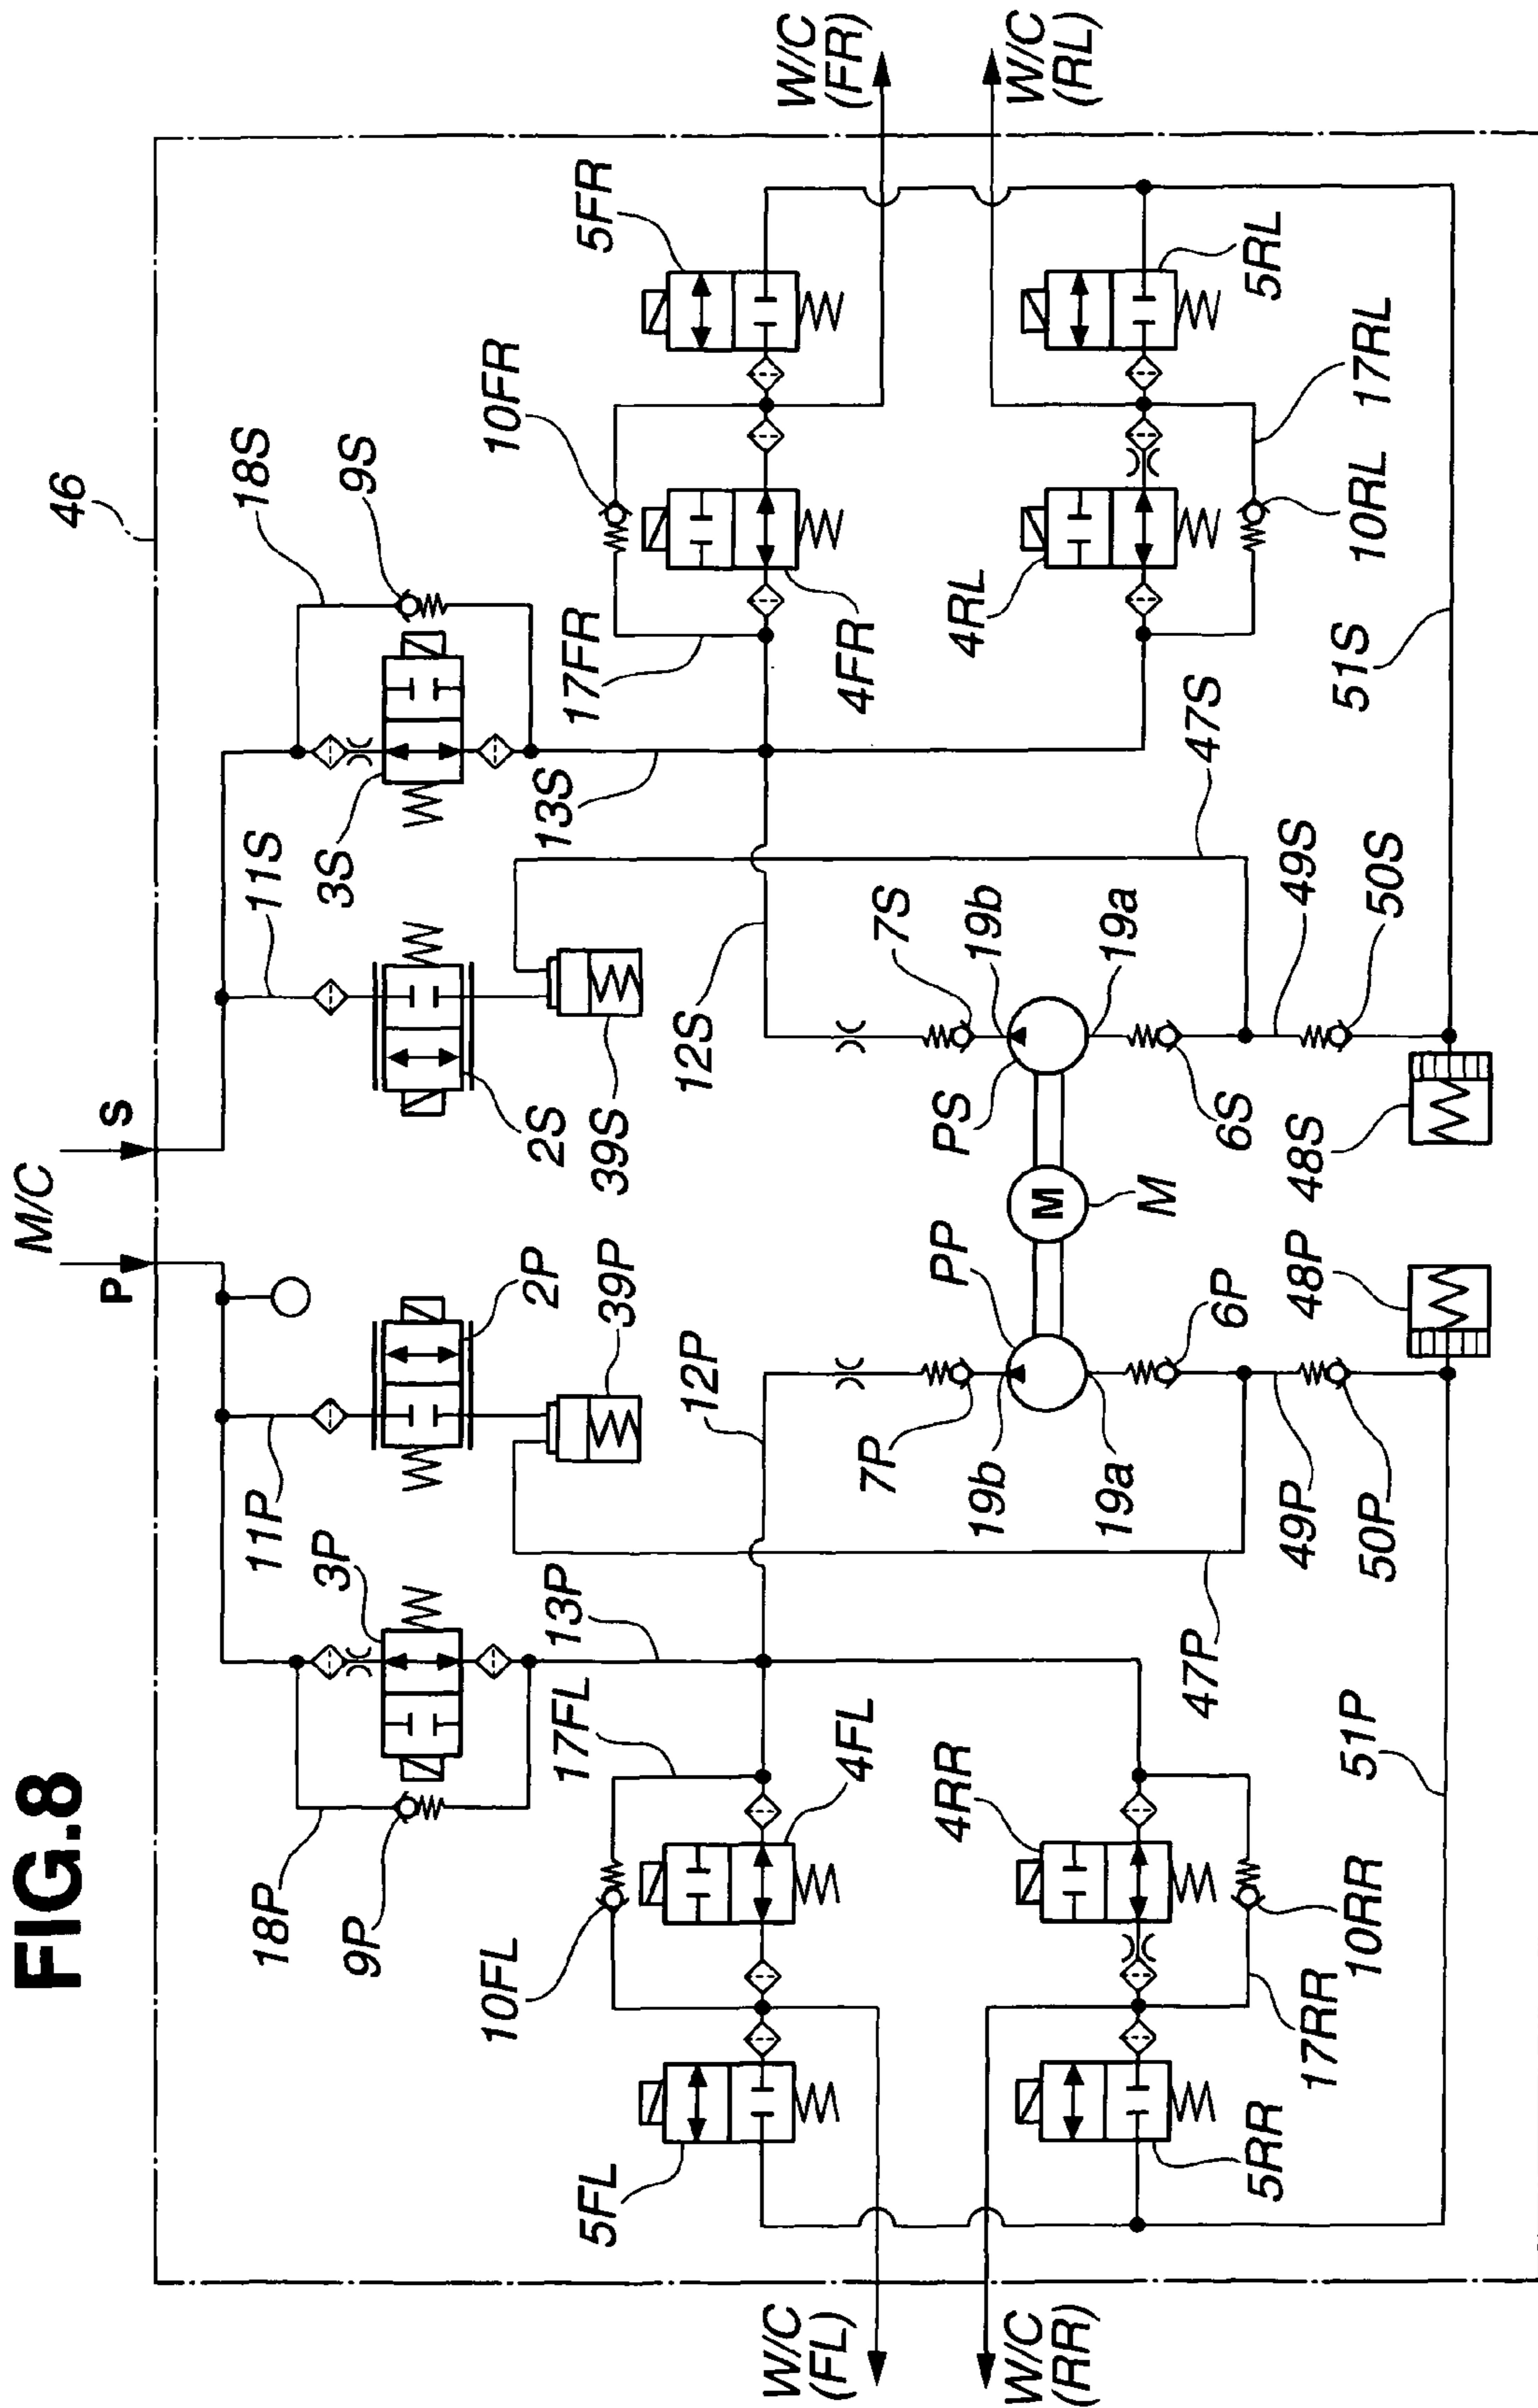 FIG.8
M/C
P
S
46
18P
9P
3P
11P
2P
39P
11S
3S
2S
39S
18S
9S
13P
17FL
10FL
4FL
5FL
W/C
(FL)
12P
7P
19b
PP
19a
6P
M
M
12S
7S
19b
PS
19a
6S
13S
17FR
10FR
4FR
5FR
W/C
(FR)
4RR
5RR
10RR
17RR
W/C
(RR)
47P
49P
50P
48P
51P
47S
49S
50S
48S
51S
4RL
5RL
10RL
17RL
W/C
(RL)